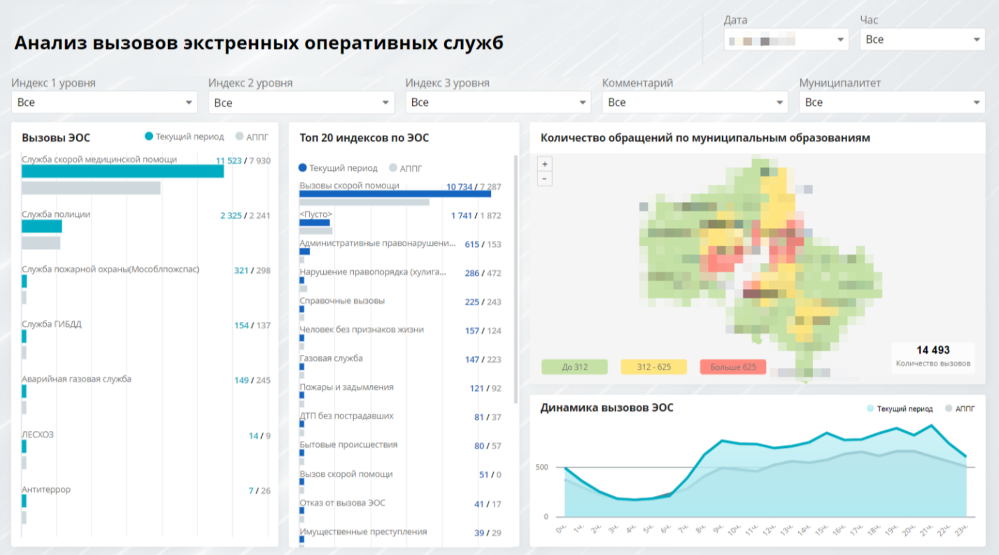 Анализ вызовов экстренных оперативных служб
Дата
Час
Все
Индекс 1 уровня
Индекс 2 уровня
Индекс 3 уровня
Комментарий
Муниципалитет
Все
Все
Все
Все
Все
Вызовы ЭОС
Текущий период
АППГ
Служба скорой медицинской помощи
11 523 / 7 930
Служба полиции
2 325 / 2 241
Служба пожарной охраны(Мособлпожспас)
321 / 298
Служба ГИБДД
154 / 137
Аварийная газовая служба
149 / 245
ЛЕСХОЗ
14 / 9
Антитеррор
7 / 26
Топ 20 индексов по ЭОС
Текущий период
АППГ
Вызовы скорой помощи
10 734 / 7 287
<Пусто>
1 741 / 1 872
Административные правонарушени...
615 / 153
Нарушение правопорядка (хулига...
286 / 472
Справочные вызовы
225 / 243
Человек без признаков жизни
157 / 124
Газовая служба
147 / 223
Пожары и задымления
121 / 92
ДТП без пострадавших
81 / 37
Бытовые происшествия
80 / 57
Вызов скорой помощи
51 / 0
Отказ от вызова ЭОС
41 / 17
Имущественные преступления
39 / 29
Количество обращений по муниципальным образованиям
+
-
До 312
312 - 625
Больше 625
14 493
Количество вызовов
Динамика вызовов ЭОС
Текущий период
АППГ
500
0
0ч. 1ч. 2ч. 3ч. 4ч. 5ч. 6ч. 7ч. 8ч. 9ч. 10ч. 11ч. 12ч. 13ч. 14ч. 15ч. 16ч. 17ч. 18ч. 19ч. 20ч. 21ч. 22ч. 23ч.